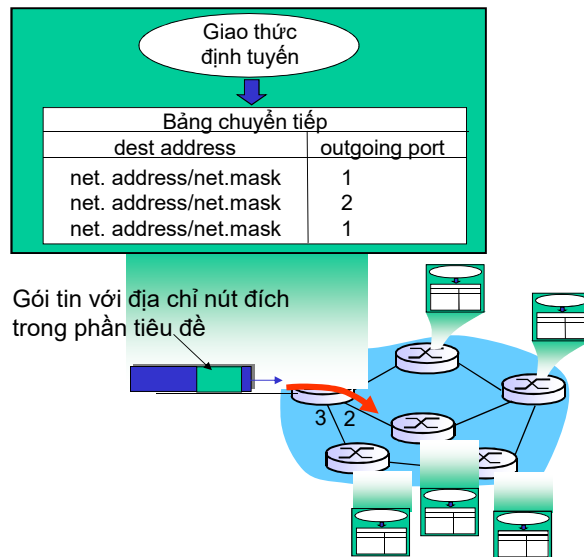 Giao thức
định tuyến
Bảng chuyển tiếp
dest address outgoing port
net. address/net.mask 1
net. address/net.mask 2
net. address/net.mask 1
Gói tin với địa chỉ nút đích
trong phần tiêu đề
3 2